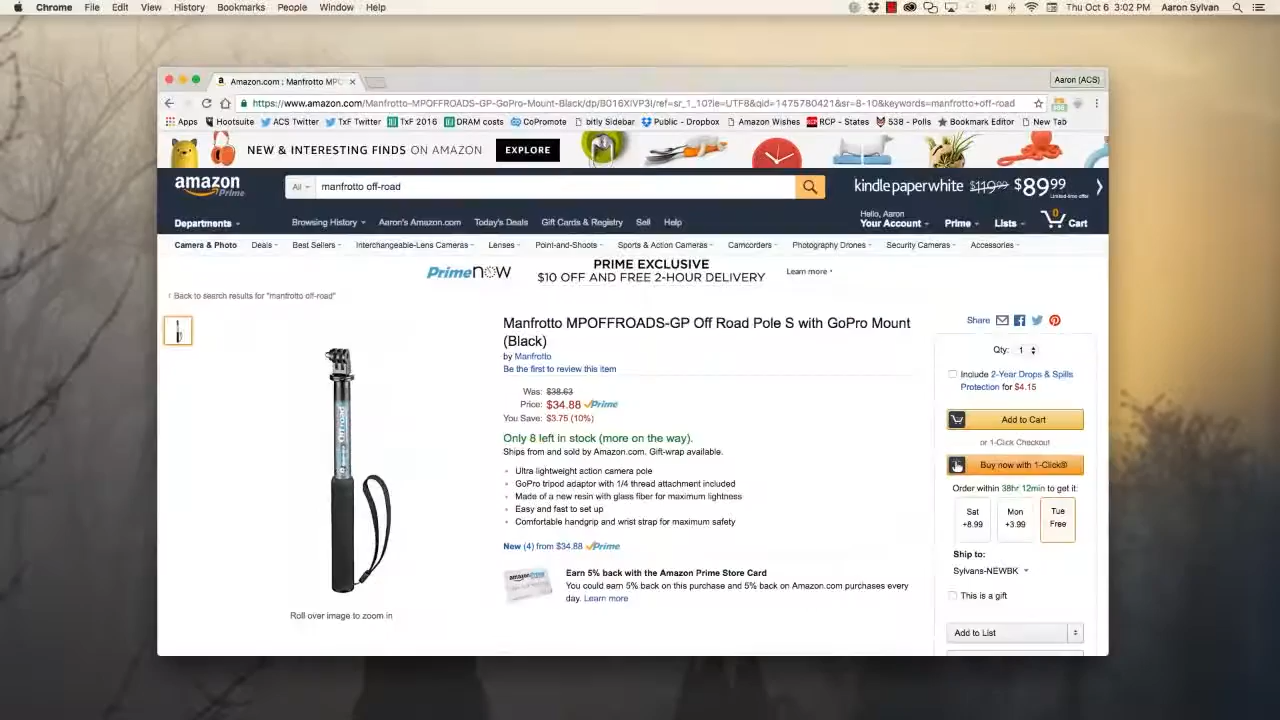 Chrome File Edit View History Bookmarks People Window Help Thu Oct 6 3:02 PM Aaron Sylvan
Amazon.com : Manfrotto MPO Aaron (ACS)
https://www.amazon.com/Manfrotto-MPOFFROADS-GP-GoPro-Mount-Black/dp/B016XIVP3I/ref=sr_1_10?ie=UTF8&qid=1475780421&sr=8-10&keywords=manfrotto+off-road
Apps Hootsuite ACS Twitter TxF Twitter TxF 2016 DRAM costs CoPromote bitly Sidebar Public - Dropbox Amazon Wishes RCP - States 538 - Polls Bookmark Editor New Tab
NEW & INTERESTING FINDS ON AMAZON EXPLORE
amazon Prime
All manfrotto off-road
kindle paperwhite $119.99 $89.99
Limited-time offer
Departments Browsing History Aaron's Amazon.com Today's Deals Gift Cards & Registry Sell Help
Hello, Aaron
Your Account Prime Lists 0 Cart
Camera & Photo Deals Best Sellers Interchangeable-Lens Cameras Lenses Point-and-Shoots Sports & Action Cameras Camcorders Photography Drones Security Cameras Accessories
PrimeNOW
PRIME EXCLUSIVE
$10 OFF AND FREE 2-HOUR DELIVERY
Learn more
‹ Back to search results for "manfrotto off-road"
Off road
Roll over image to zoom in
Manfrotto MPOFFROADS-GP Off Road Pole S with GoPro Mount
(Black)
by Manfrotto
Be the first to review this item
Was: $38.63
Price: $34.88 Prime
You Save: $3.75 (10%)
Only 8 left in stock (more on the way).
Ships from and sold by Amazon.com. Gift-wrap available.
• Ultra lightweight action camera pole
• GoPro tripod adaptor with 1/4 thread attachment included
• Made of a new resin with glass fiber for maximum lightness
• Easy and fast to set up
• Comfortable handgrip and wrist strap for maximum safety
New (4) from $34.88 Prime
Earn 5% back with the Amazon Prime Store Card
You could earn 5% back on this purchase and 5% back on Amazon.com purchases every
day. Learn more
Share
Qty: 1
Include 2-Year Drops & Spills
Protection for $4.15
Add to Cart
or 1-Click Checkout
Buy now with 1-Click®
Order within 38hr 12min to get it:
Sat
+8.99
Mon
+3.99
Tue
Free
Ship to:
Sylvans-NEWBK
This is a gift
Add to List